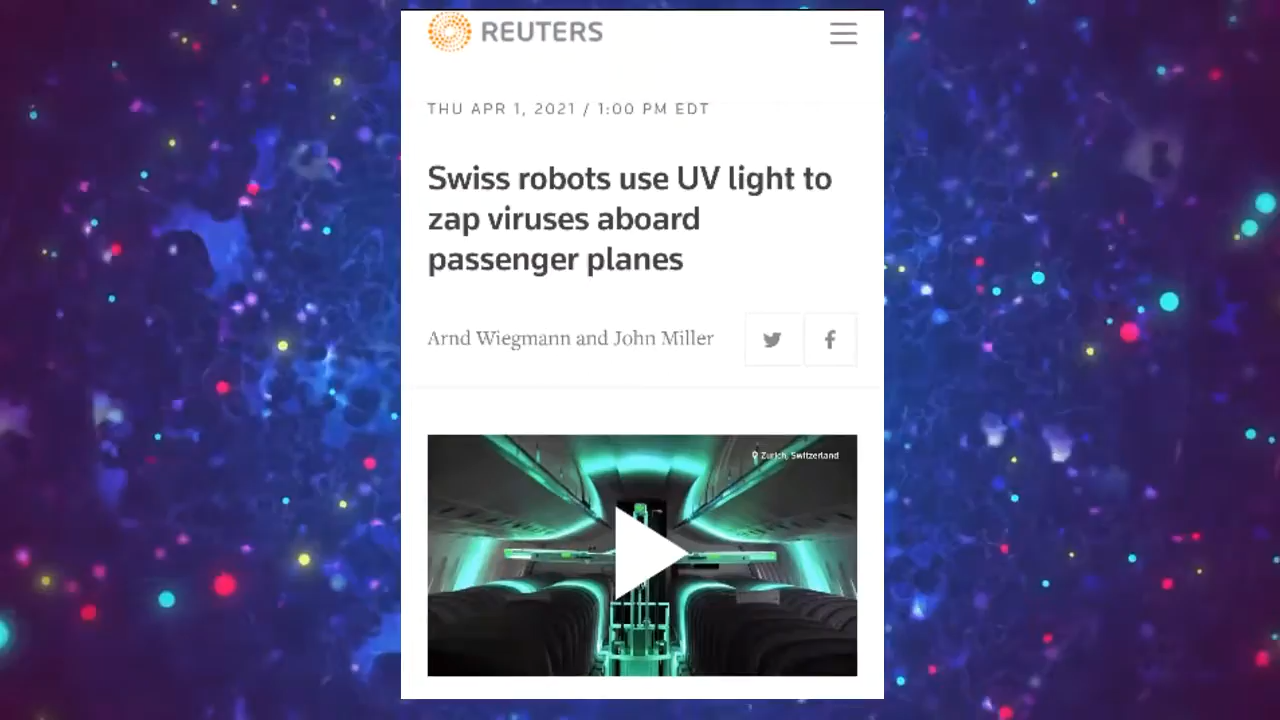 REUTERS
THU APR 1, 2021 / 1:00 PM EDT
Swiss robots use UV light to
zap viruses aboard
passenger planes
Arnd Wiegmann and John Miller
Zurich, Switzerland